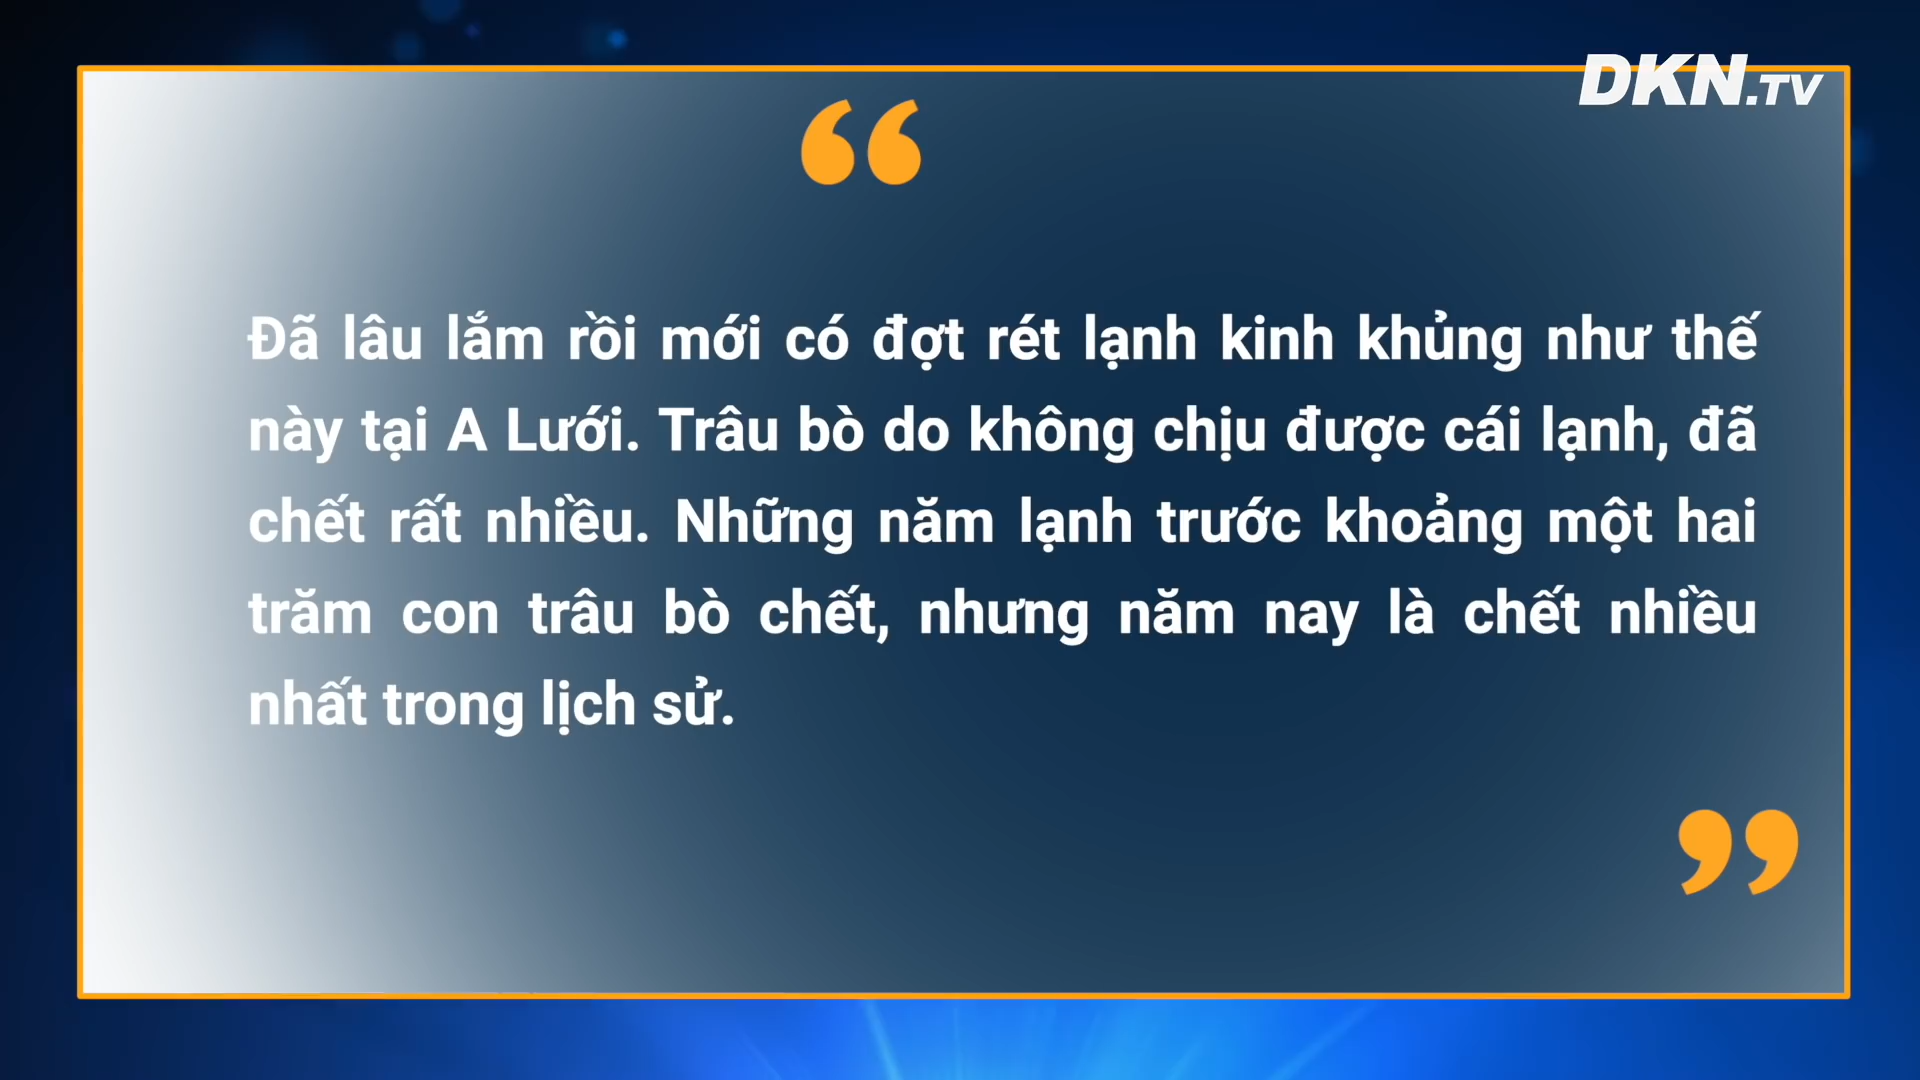 DKN.TV
“
Đã lâu lắm rồi mới có đợt rét lạnh kinh khủng như thế
này tại A Lưới. Trâu bò do không chịu được cái lạnh, đã
chết rất nhiều. Những năm lạnh trước khoảng một hai
trăm con trâu bò chết, nhưng năm nay là chết nhiều
nhất trong lịch sử.
”